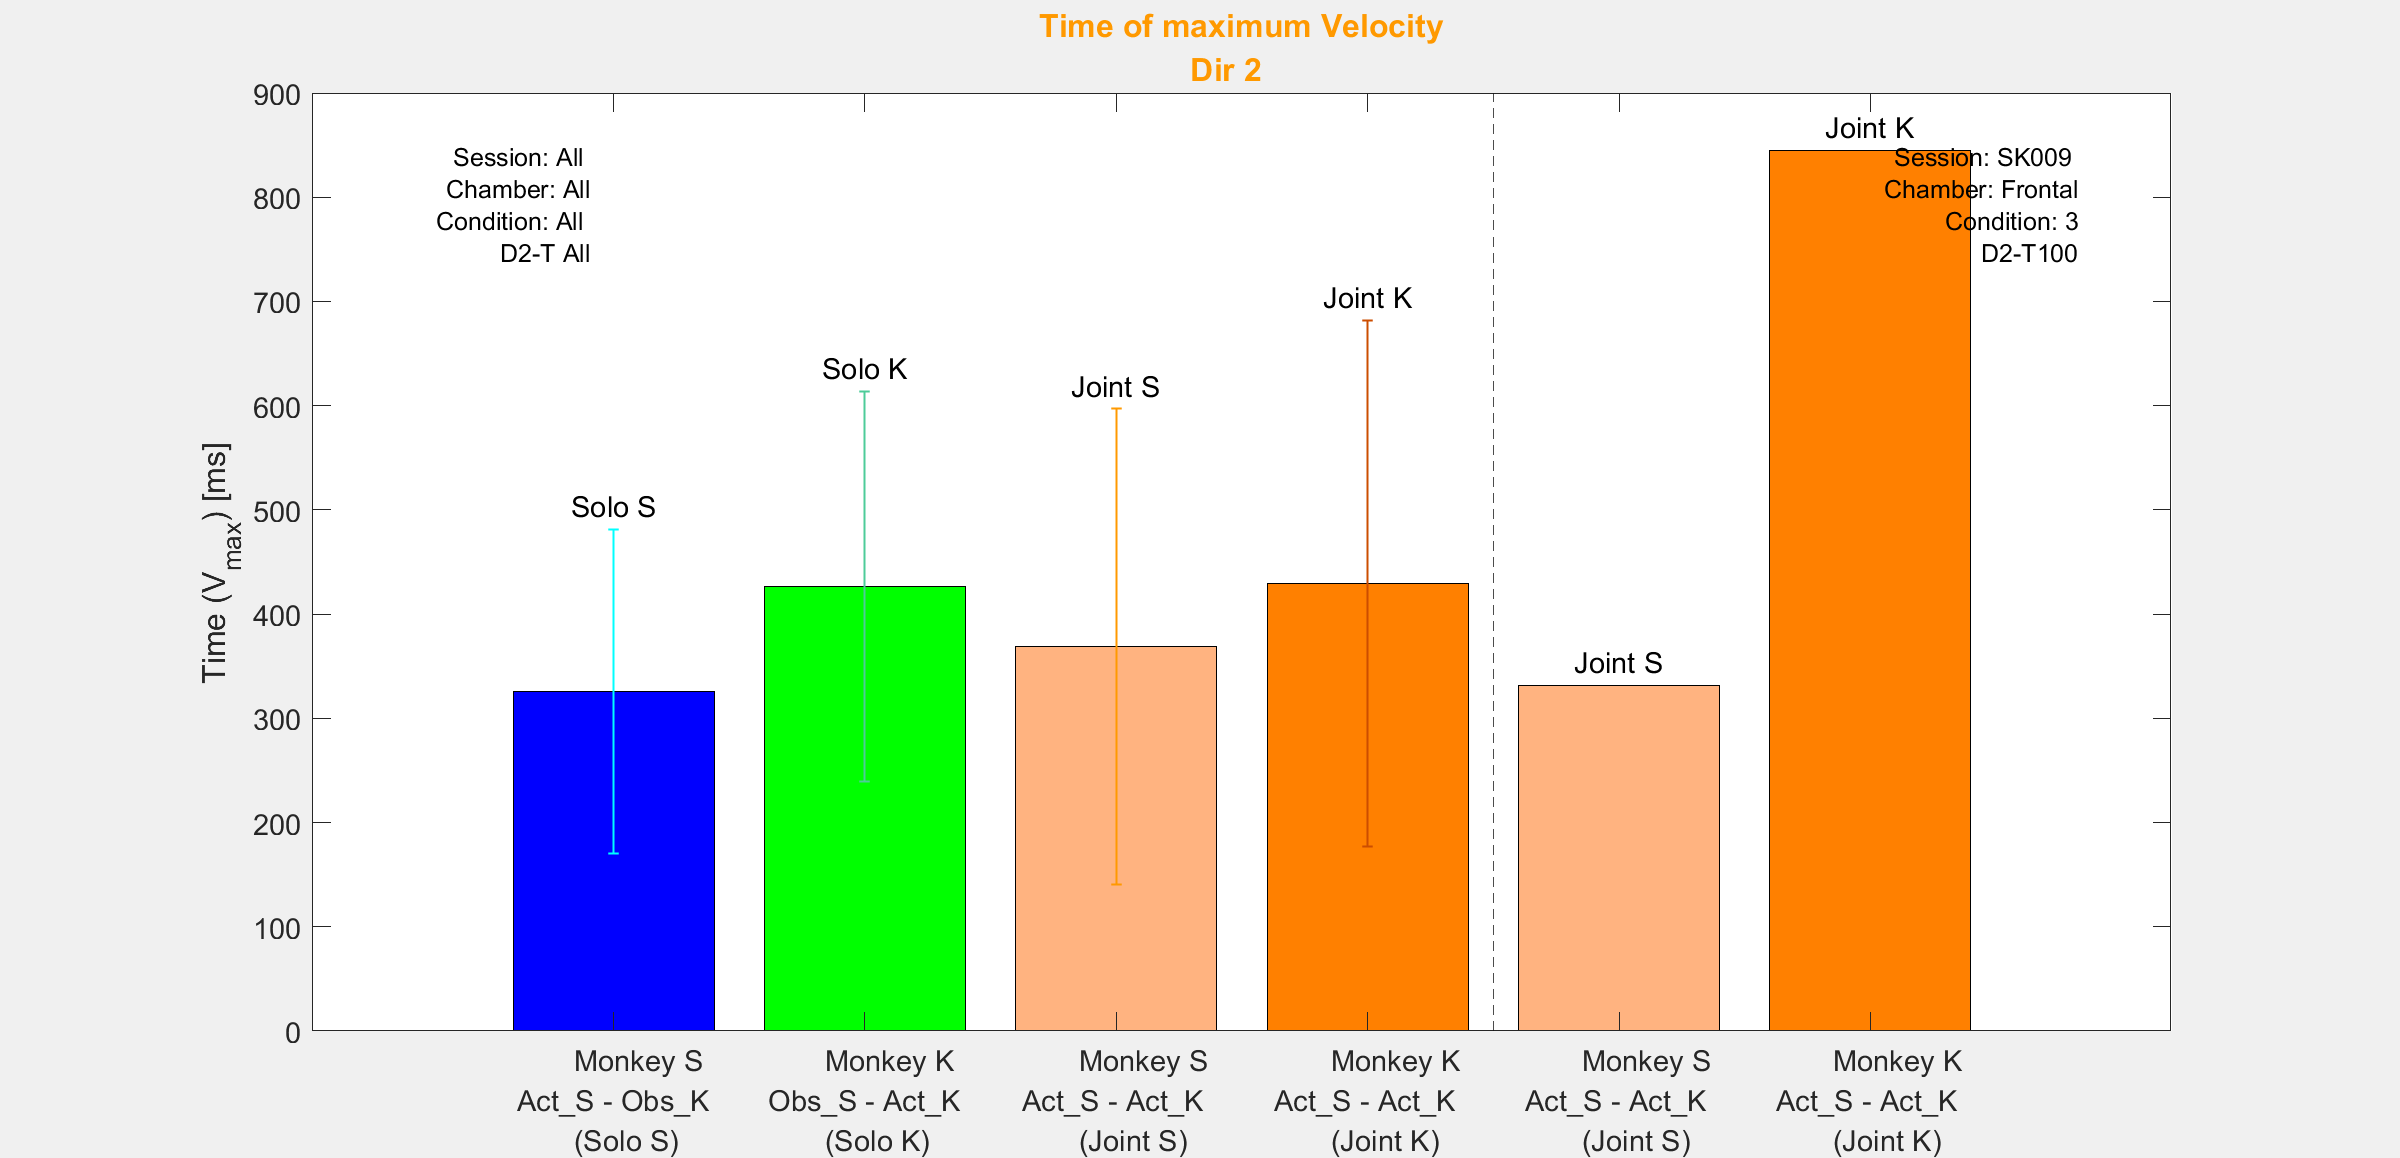 Time of maximum Velocity
Dir 2
Time (Vmax) [ms]
900
800
700
600
500
400
300
200
100
0
Session: All
Chamber: All
Condition: All
D2-T All
Solo S
Solo K
Joint S
Joint K
Joint S
Joint K
Session: SK009
Chamber: Frontal
Condition: 3
D2-T100
Monkey S
Act_S - Obs_K
(Solo S)
Monkey K
Obs_S - Act_K
(Solo K)
Monkey S
Act_S - Act_K
(Joint S)
Monkey K
Act_S - Act_K
(Joint K)
Monkey S
Act_S - Act_K
(Joint S)
Monkey K
Act_S - Act_K
(Joint K)